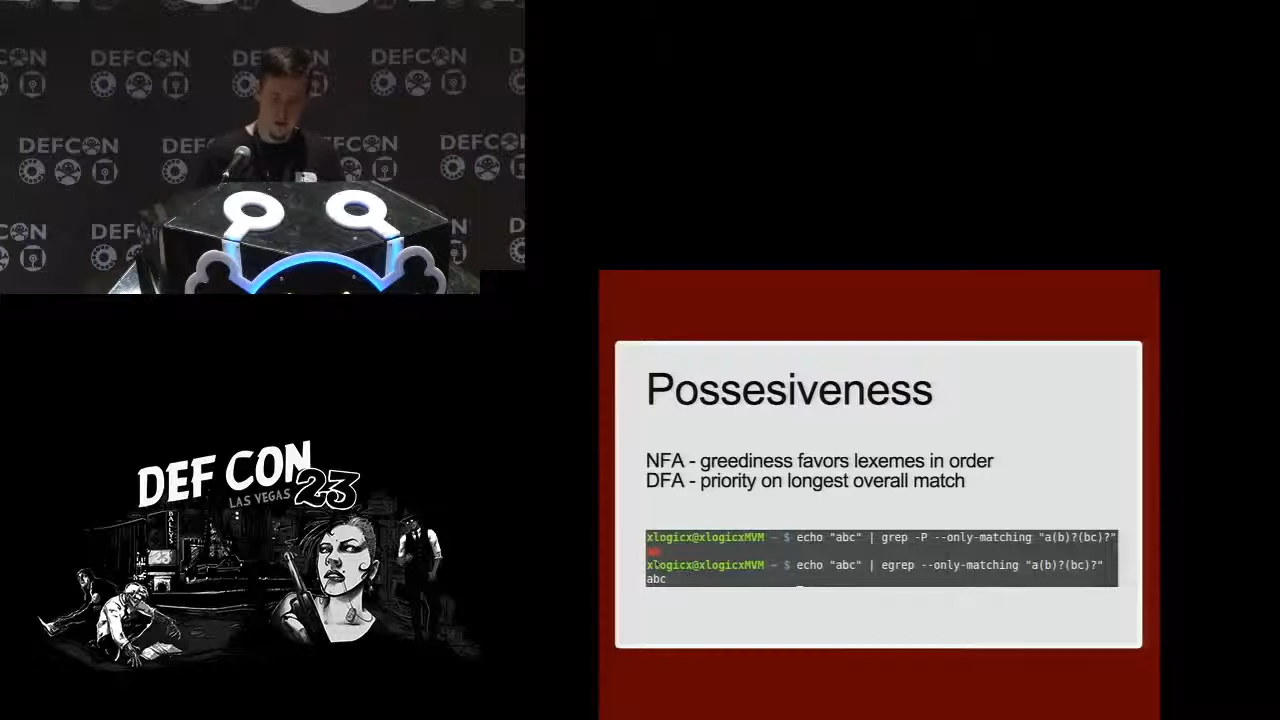 DEFCON
DEFCON
DEFCON
DEFCON
DEFCON
DEF CON
23
LAS VEGAS
BALLYS
Possesiveness
NFA - greediness favors lexemes in order
DFA - priority on longest overall match
xlogicx@xlogicxMVM ~ $ echo "abc" | grep -P --only-matching "a(b)?(bc)?"
ab
xlogicx@xlogicxMVM ~ $ echo "abc" | egrep --only-matching "a(b)?(bc)?"
abc